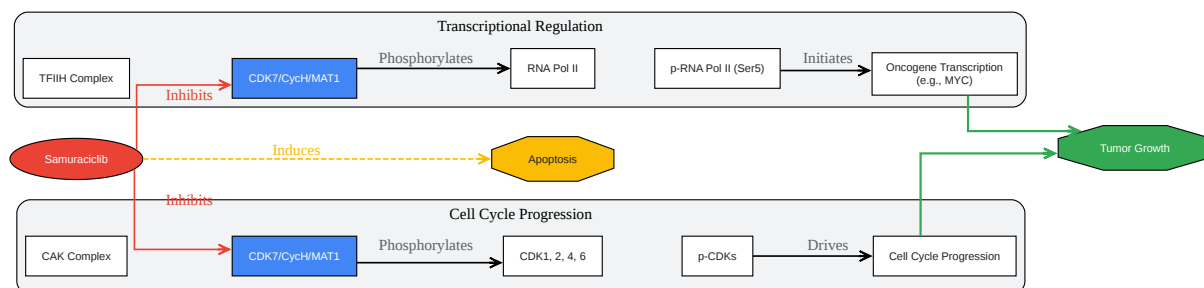 Transcriptional Regulation
TFIIH Complex
CDK7/CycH/MAT1
Phosphorylates
RNA Pol II
p-RNA Pol II (Ser5)
Initiates
Oncogene Transcription
(e.g., MYC)
Inhibits
Samuraciclib
Induces
Apoptosis
Tumor Growth
Inhibits
Cell Cycle Progression
CAK Complex
CDK7/CycH/MAT1
Phosphorylates
CDK1, 2, 4, 6
p-CDKs
Drives
Cell Cycle Progression